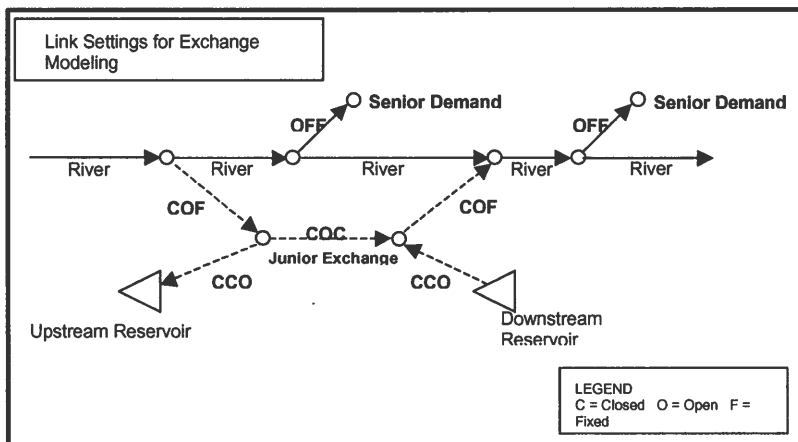 Link Settings for Exchange
Modeling
Senior Demand
Senior Demand
OFF
OFF
River
River
River
River
River
COF
COF
COC
Junior Exchange
CCO
CCO
Upstream Reservoir
Downstream
Reservoir
LEGEND
C = Closed O = Open F =
Fixed